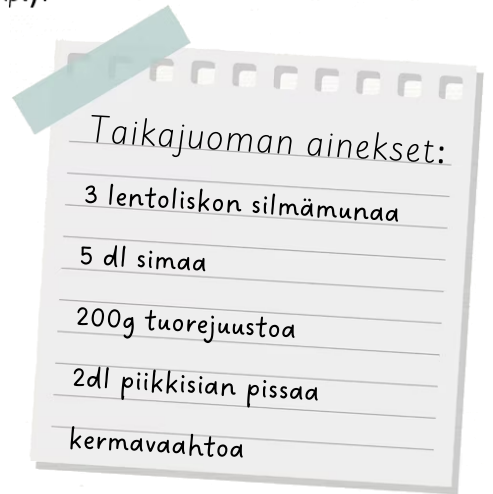 Taikajuoman ainekset:
3 lentoliskon silmämunaa
5 dl simaa
200g tuorejuustoa
2dl piikkisian pissaa
kermavaahtoa